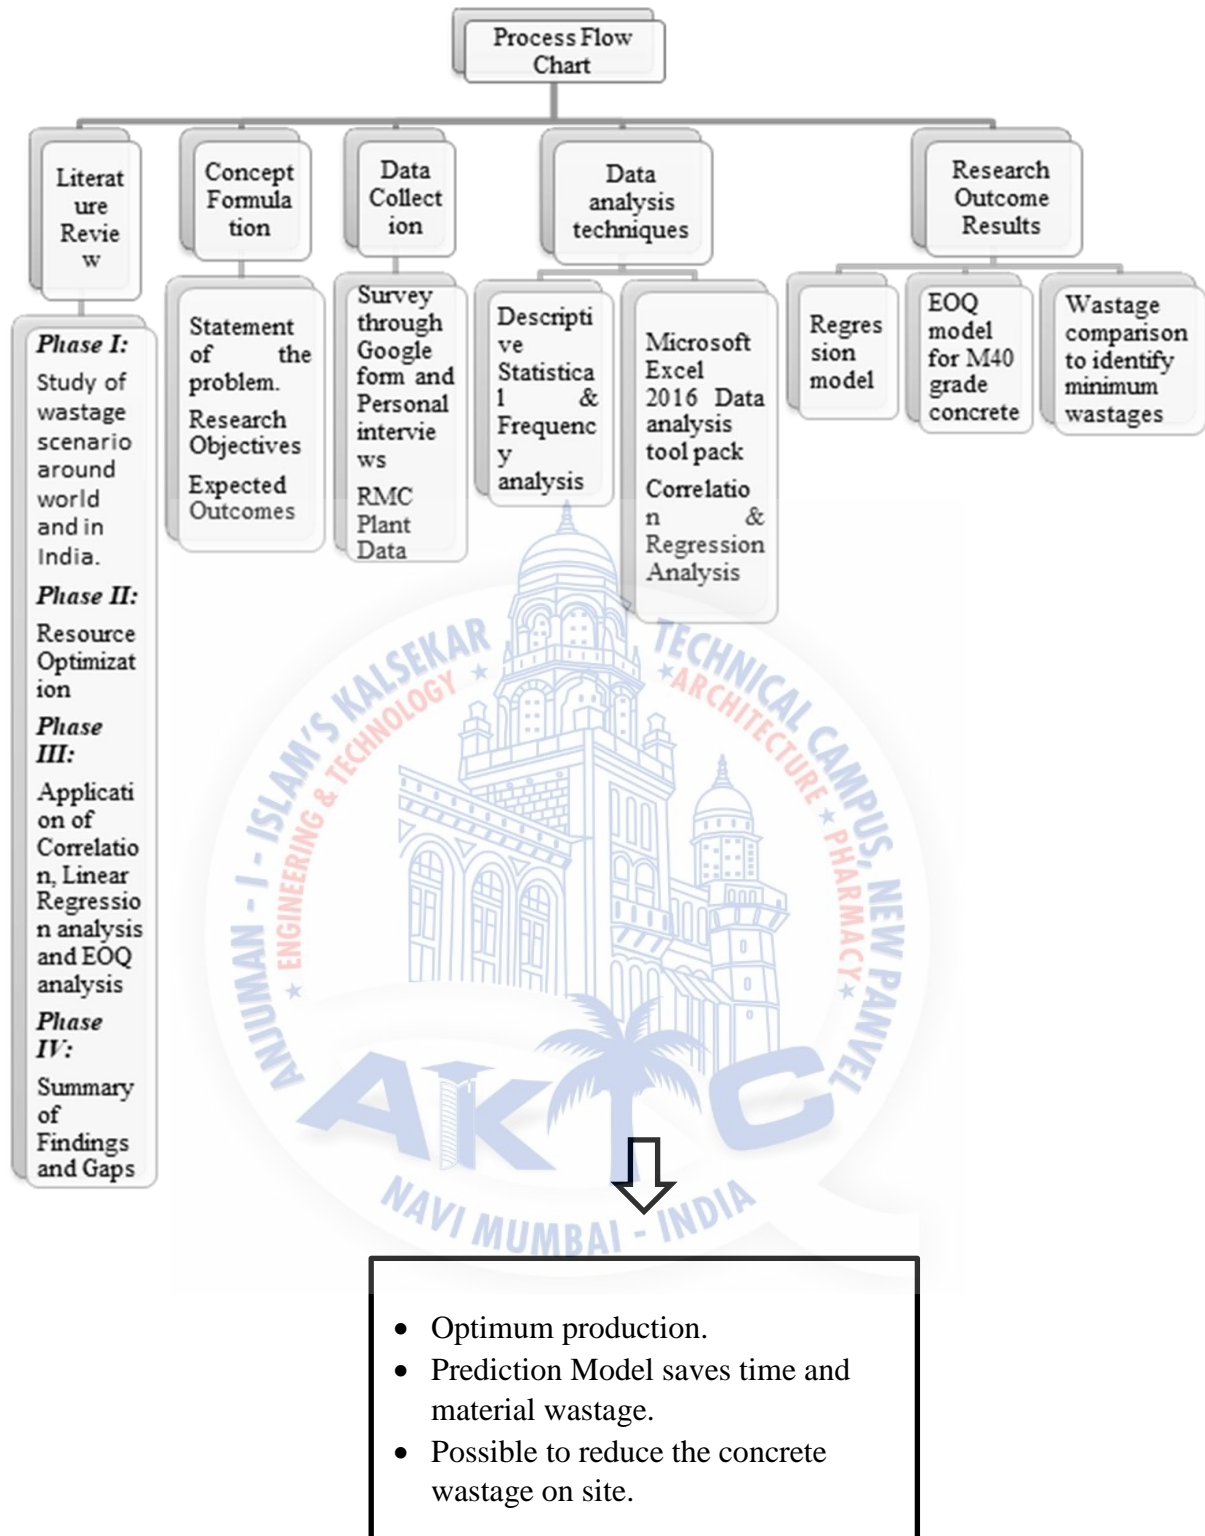 Process Flow
Chart
Literat
ure
Revie
w
Phase I:
Study of
wastage
scenario
around
world
and in
India.
Phase II:
Resource
Optimizat
ion
Phase
III:
Applicati
on of
Correlatio
n, Linear
Regressio
n analysis
and EOQ
analysis
Phase
IV:
Summary
of
Findings
and Gaps
Concept
Formula
tion
Statement
of the
problem.
Research
Objectives
Expected
Outcomes
Data
Collect
ion
Survey
through
Google
form and
Personal
intervie
ws
RMC
Plant
Data
Data
analysis
techniques
Descripti
ve
Statistica
l &
Frequenc
y
analysis
Microsoft
Excel
2016 Data
analysis
tool pack
Correlatio
n &
Regression
Analysis
Research
Outcome
Results
Regres
sion
model
EOQ
model
for M40
grade
concrete
Wastage
comparison
to identify
minimum
wastages
ANJUMAN - I - ISLAM'S KALSEKAR TECHNICAL CAMPUS, NEW PANVEL
ENGINEERING & TECHNOLOGY ARCHITECTURE PHARMACY
AKTC
NAVI MUMBAI - INDIA
• Optimum production.
• Prediction Model saves time and
material wastage.
• Possible to reduce the concrete
wastage on site.